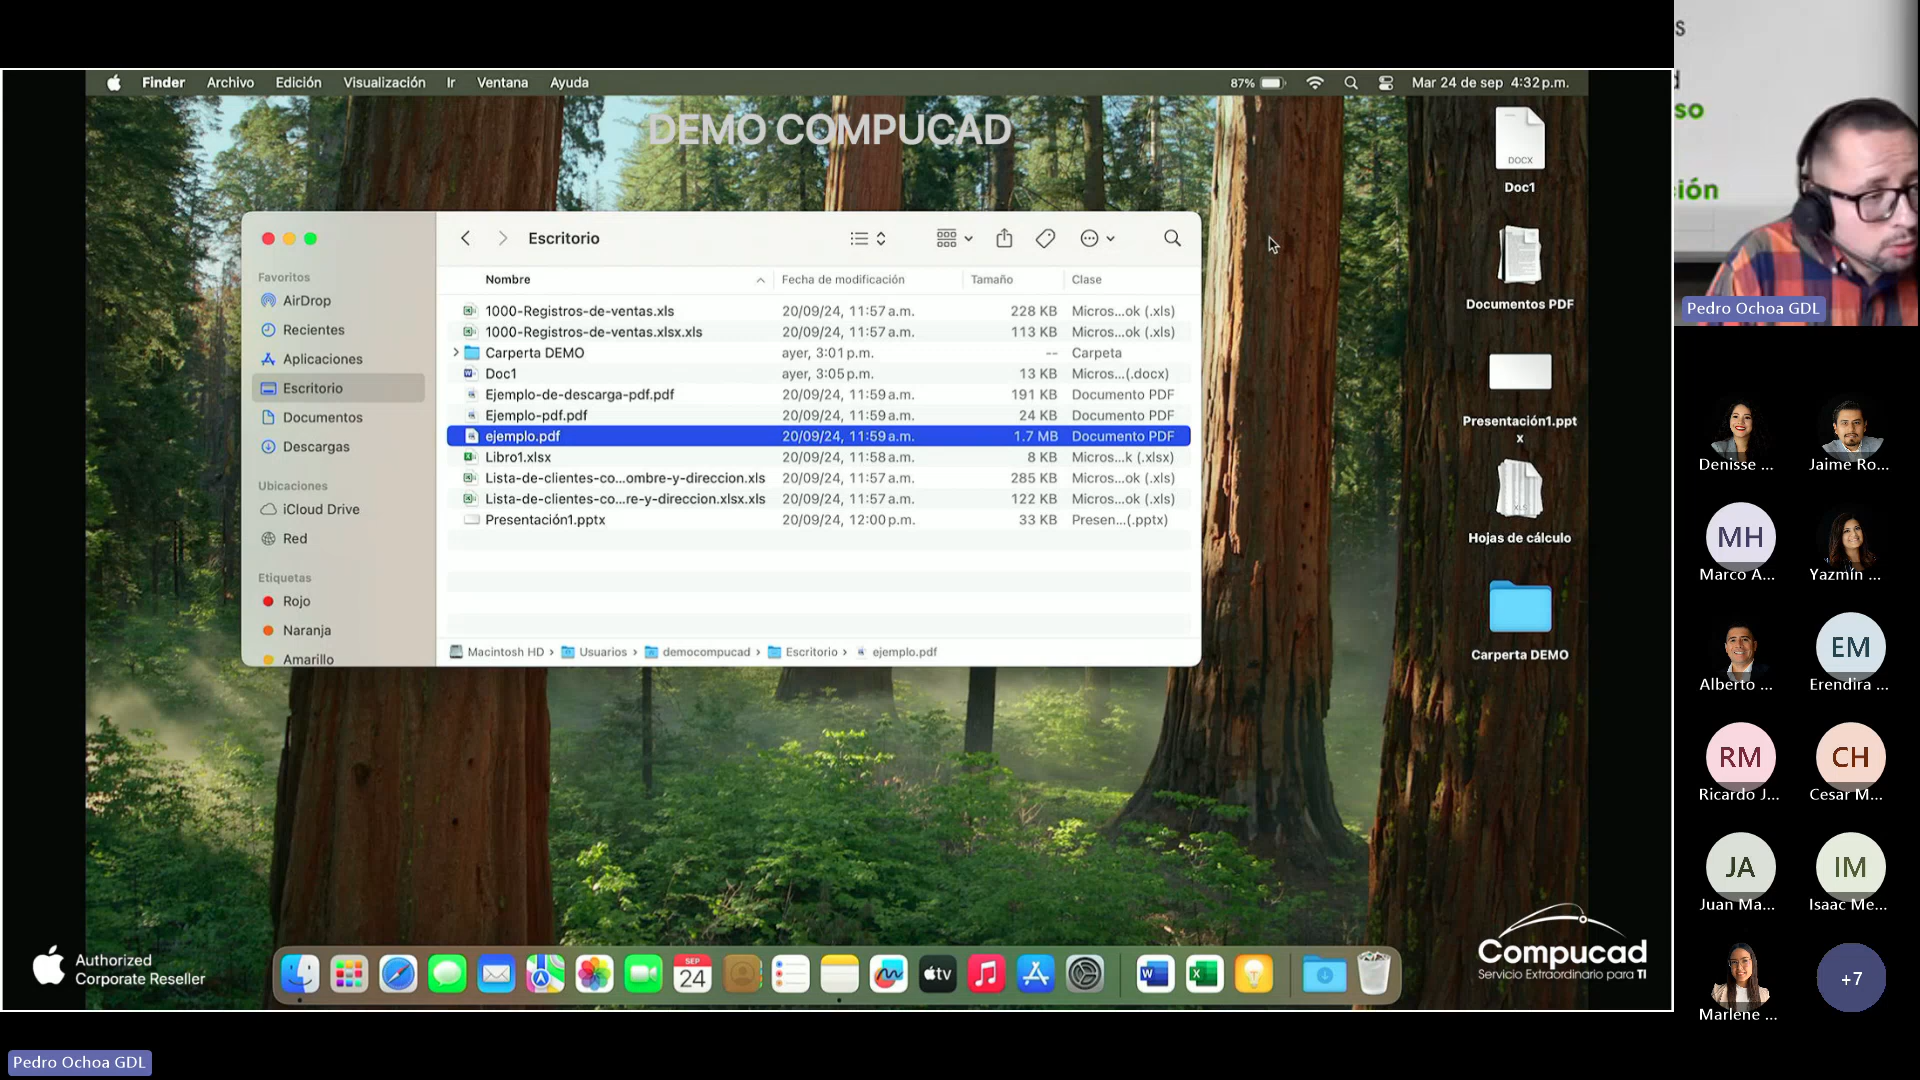 Finder Archivo Edición Visualización Ir Ventana Ayuda
87% Mar 24 de sep 4:32 p.m.
DEMO COMPUCAD
Escritorio
Favoritos
AirDrop
Recientes
Aplicaciones
Escritorio
Documentos
Descargas
Ubicaciones
iCloud Drive
Red
Etiquetas
Rojo
Naranja
Amarillo
Nombre Fecha de modificación Tamaño Clase
1000-Registros-de-ventas.xls 20/09/24, 11:57 a.m. 228 KB Micros...ok (.xls)
1000-Registros-de-ventas.xlsx.xls 20/09/24, 11:57 a.m. 113 KB Micros...ok (.xls)
Carperta DEMO ayer, 3:01 p.m. -- Carpeta
Doc1 ayer, 3:05 p.m. 13 KB Micros...(.docx)
Ejemplo-de-descarga-pdf.pdf 20/09/24, 11:59 a.m. 191 KB Documento PDF
Ejemplo-pdf.pdf 20/09/24, 11:59 a.m. 24 KB Documento PDF
ejemplo.pdf 20/09/24, 11:59 a.m. 1.7 MB Documento PDF
Libro1.xlsx 20/09/24, 11:58 a.m. 8 KB Micros...k (.xlsx)
Lista-de-clientes-co...ombre-y-direccion.xls 20/09/24, 11:57 a.m. 285 KB Micros...ok (.xls)
Lista-de-clientes-co...re-y-direccion.xlsx.xls 20/09/24, 11:57 a.m. 122 KB Micros...ok (.xls)
Presentación1.pptx 20/09/24, 12:00 p.m. 33 KB Presen...(.pptx)
Macintosh HD › Usuarios › democompucad › Escritorio › ejemplo.pdf
DOCX
Doc1
Documentos PDF
Presentación1.ppt
x
XLS
Hojas de cálculo
Carperta DEMO
Authorized
Corporate Reseller
SEP
24
tv
Compucad
Servicio Extraordinario para TI
S
so
ión
Pedro Ochoa GDL
Denisse ... Jaime Ro...
MH
Marco A... Yazmín ...
EM
Alberto ... Erendira ...
RM CH
Ricardo J... Cesar M...
JA IM
Juan Ma... Isaac Me...
+7
Marlene ...
Pedro Ochoa GDL